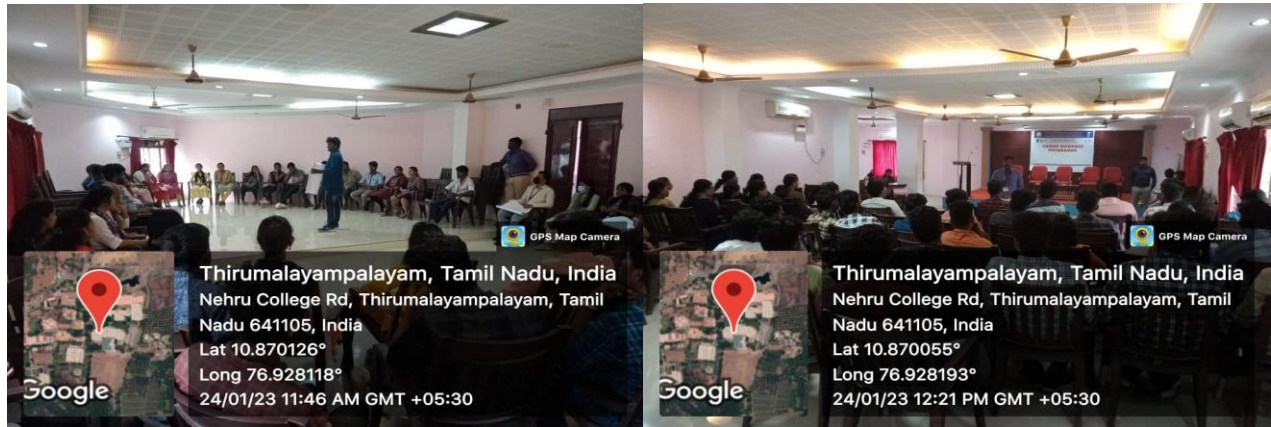 GPS Map Camera
Thirumalayampalayam, Tamil Nadu, India
Nehru College Rd, Thirumalayampalayam, Tamil
Nadu 641105, India
Lat 10.870126°
Long 76.928118°
24/01/23 11:46 AM GMT +05:30
Google
CAREER GUIDANCE
PROGRAMME
GPS Map Camera
Thirumalayampalayam, Tamil Nadu, India
Nehru College Rd, Thirumalayampalayam, Tamil
Nadu 641105, India
Lat 10.870055°
Long 76.928193°
24/01/23 12:21 PM GMT +05:30
Google